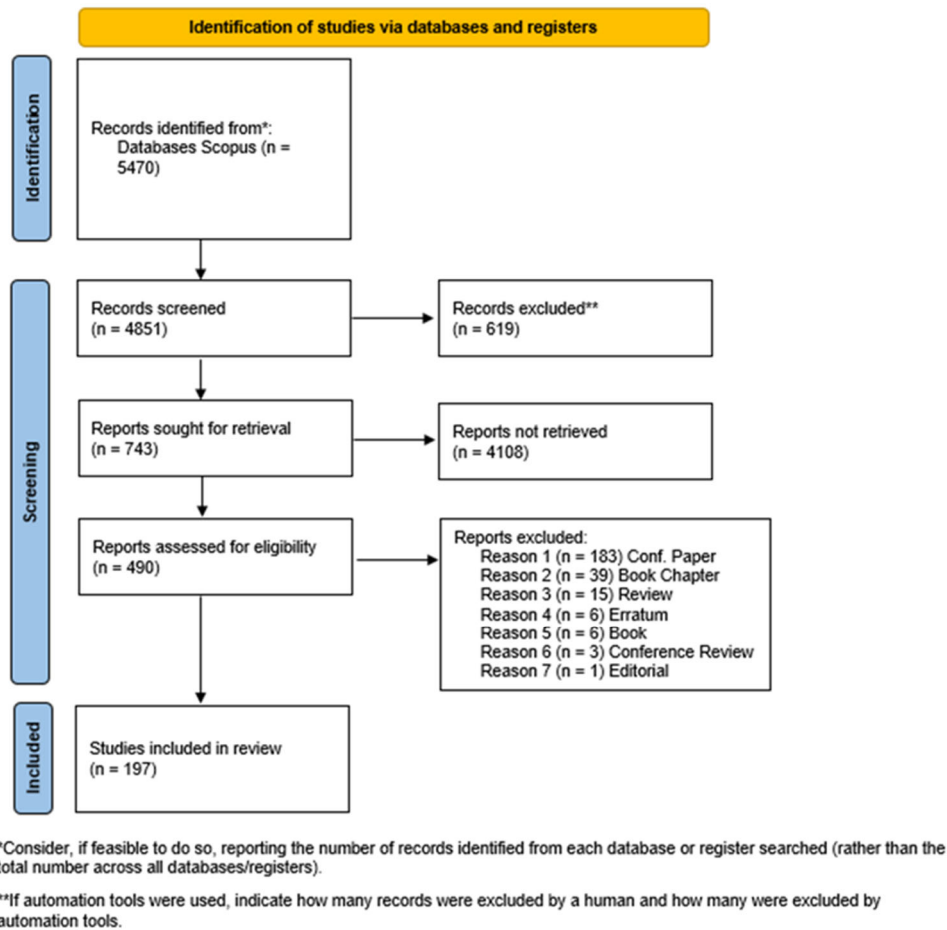 Identification of studies via databases and registers
Identification
Records identified from*:
Databases Scopus (n =
5470)
Screening
Records screened
(n = 4851)
Records excluded**
(n = 619)
Reports sought for retrieval
(n = 743)
Reports not retrieved
(n = 4108)
Reports assessed for eligibility
(n = 490)
Reports excluded:
Reason 1 (n = 183) Conf. Paper
Reason 2 (n = 39) Book Chapter
Reason 3 (n = 15) Review
Reason 4 (n = 6) Erratum
Reason 5 (n = 6) Book
Reason 6 (n = 3) Conference Review
Reason 7 (n = 1) Editorial
Included
Studies included in review
(n = 197)
*Consider, if feasible to do so, reporting the number of records identified from each database or register searched (rather than the
total number across all databases/registers).
**If automation tools were used, indicate how many records were excluded by a human and how many were excluded by
automation tools.